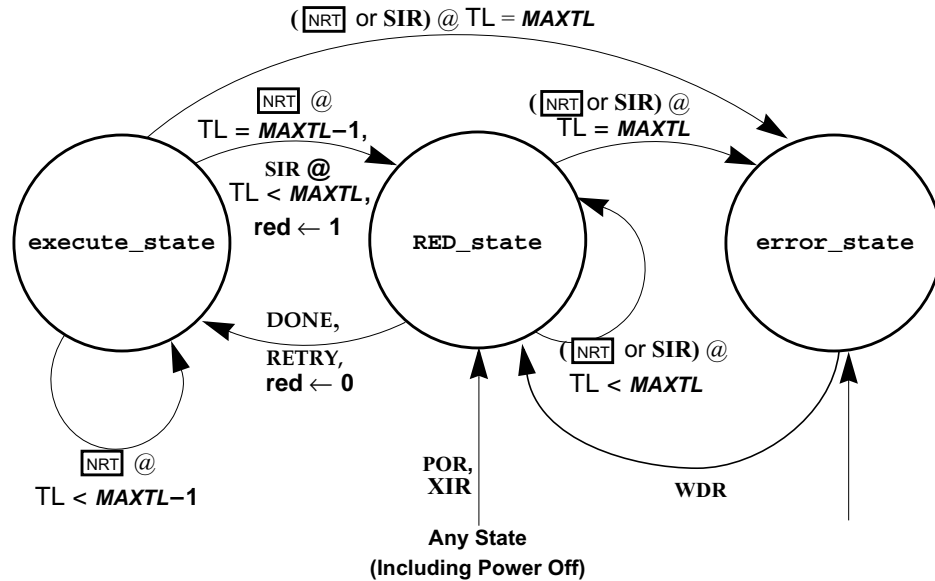 ( NRT or SIR) @ TL = MAXTL
NRT @
TL = MAXTL–1,
SIR @
TL < MAXTL,
red ← 1
( NRT or SIR) @
TL = MAXTL
execute_state
RED_state
error_state
DONE,
RETRY,
red ← 0
( NRT or SIR) @
TL < MAXTL
NRT @
TL < MAXTL–1
POR,
XIR
WDR
Any State
(Including Power Off)